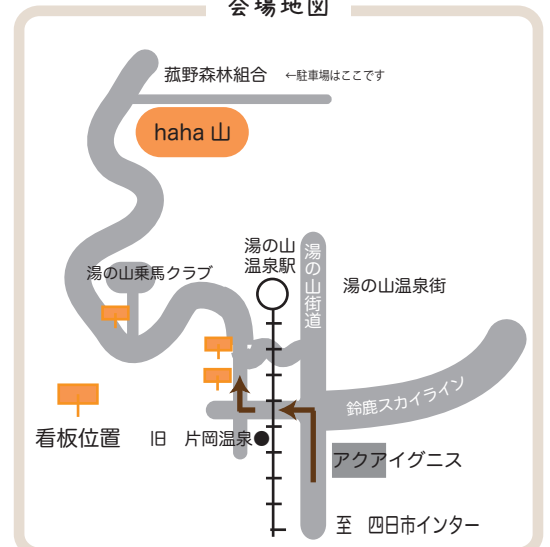 会場地図
菰野森林組合 ←駐車場はここです
haha 山
湯の山
温泉駅
湯の山街道
湯の山乗馬クラブ
湯の山温泉街
鈴鹿スカイライン
看板位置
旧 片岡温泉
アクアイグニス
至 四日市インター